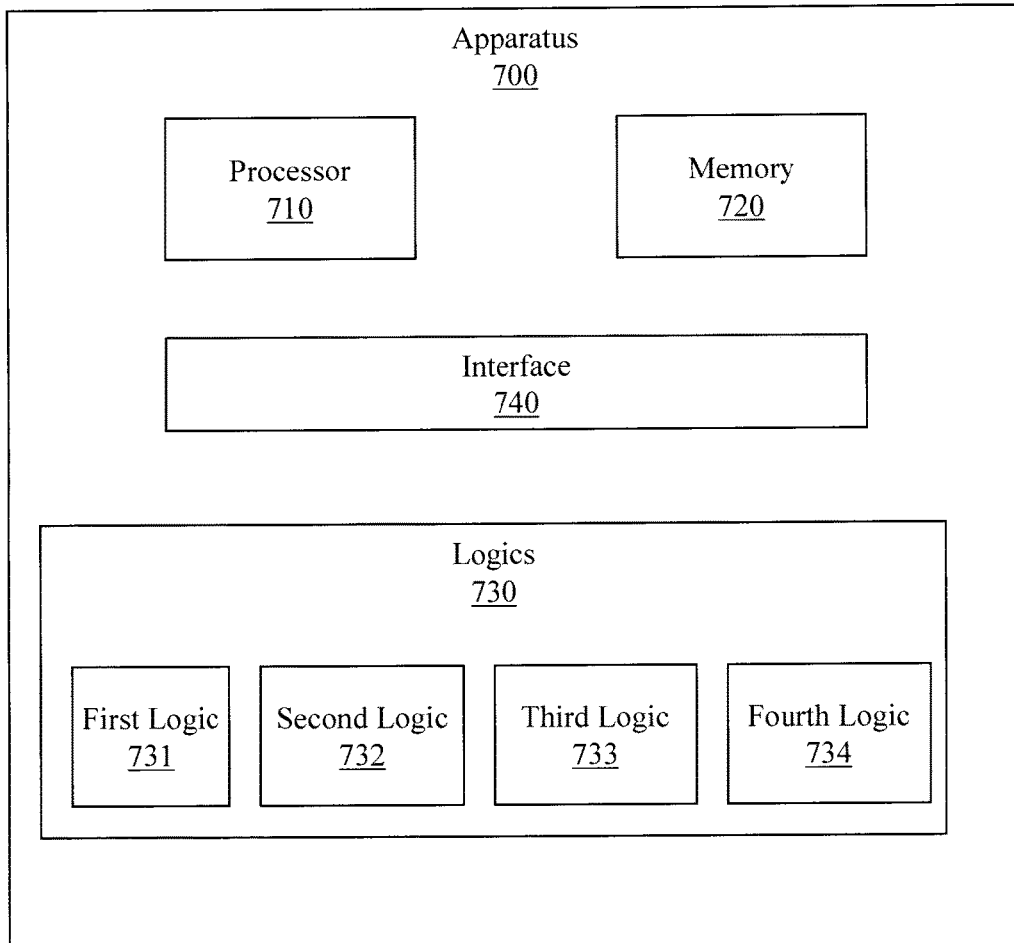 Apparatus
700
Processor
710
Memory
720
Interface
740
Logics
730
First Logic
731
Second Logic
732
Third Logic
733
Fourth Logic
734